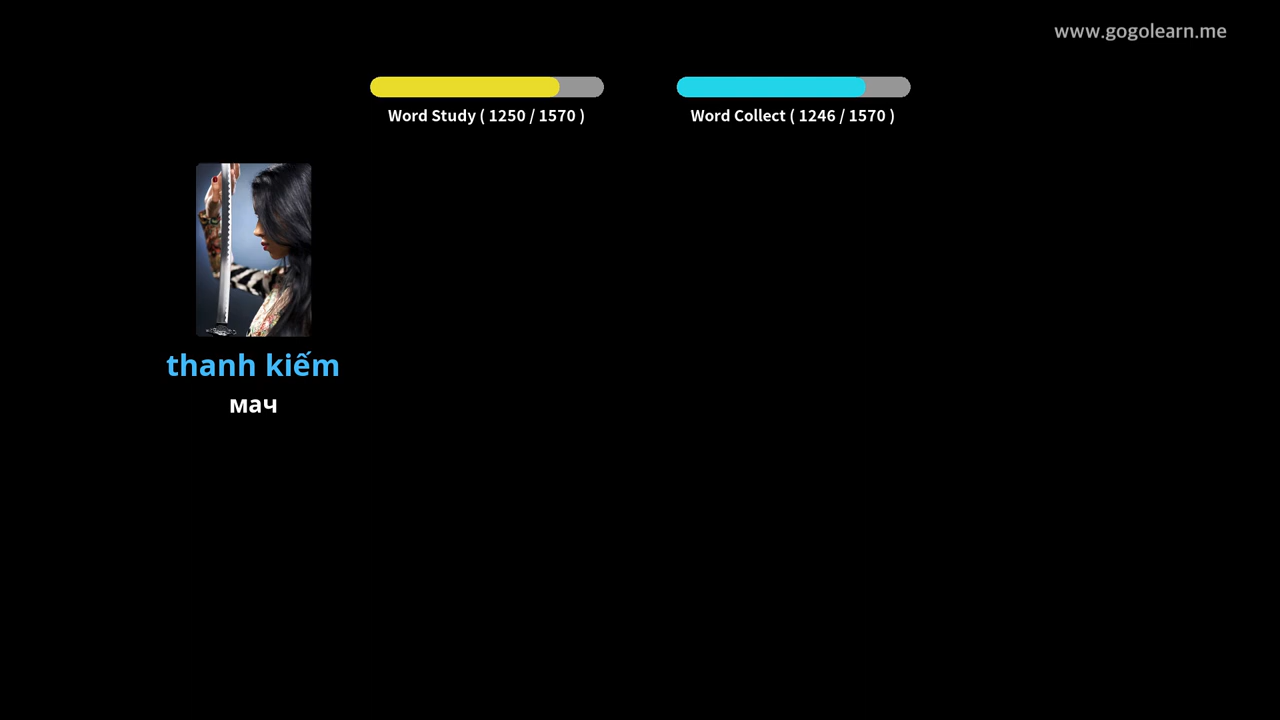 www.gogolearn.me
Word Study ( 1250 / 1570 )
Word Collect ( 1246 / 1570 )
thanh kiếm
мач